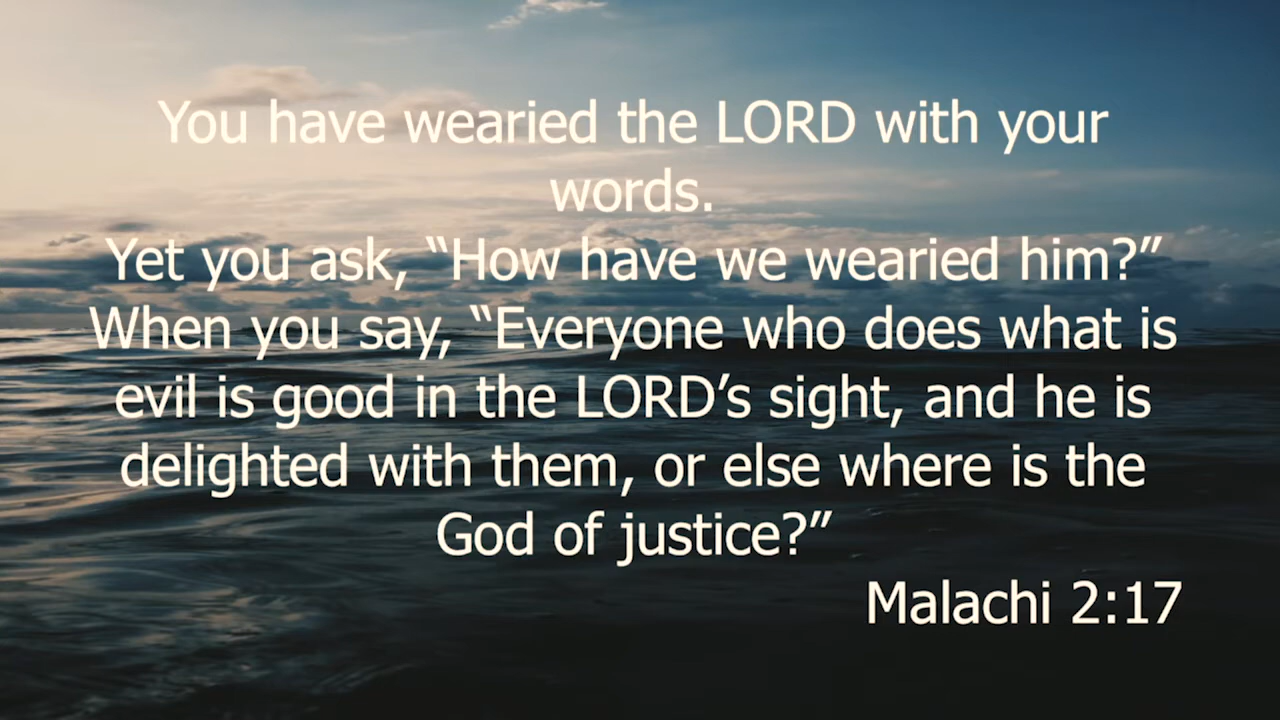 You have wearied the LORD with your
words.
Yet you ask, “How have we wearied him?”
When you say, “Everyone who does what is
evil is good in the LORD’s sight, and he is
delighted with them, or else where is the
God of justice?”
Malachi 2:17